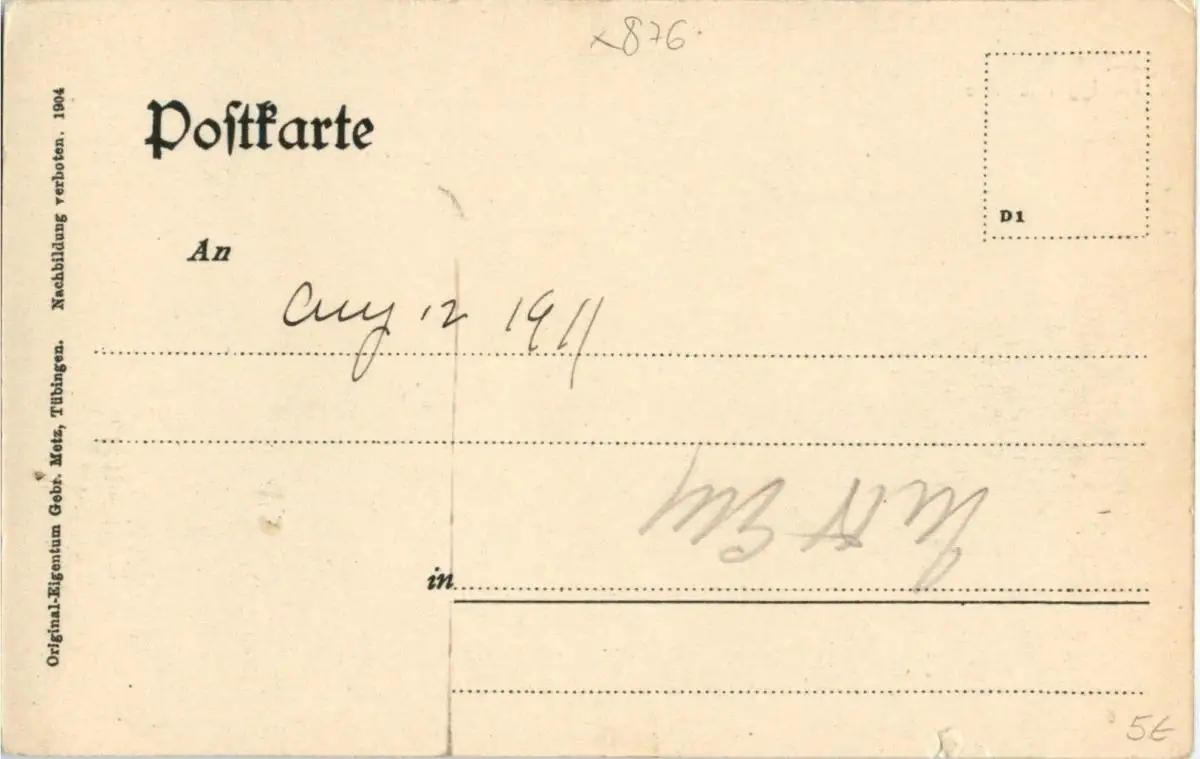 x876.
Postkarte
D1
An
Aug 12 1911
in
Original-Eigentum Gebr. Metz, Tübingen. Nachbildung verboten. 1904
5€